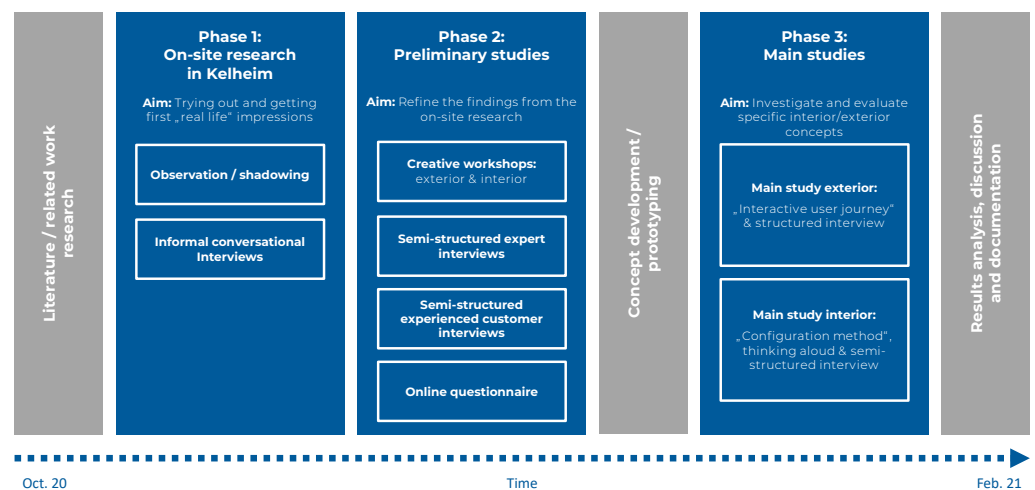 Literature / related work
research
Phase 1:
On-site research
in Kelheim
Aim: Trying out and getting
first „real life“ impressions
Observation / shadowing
Informal conversational
Interviews
Phase 2:
Preliminary studies
Aim: Refine the findings from the
on-site research
Creative workshops:
exterior & interior
Semi-structured expert
interviews
Semi-structured
experienced customer
interviews
Online questionnaire
Concept development /
prototyping
Phase 3:
Main studies
Aim: Investigate and evaluate
specific interior/exterior
concepts
Main study exterior:
„Interactive user journey“
& structured interview
Main study interior:
„Configuration method“,
thinking aloud & semi-
structured interview
Results analysis, discussion
and documentation
Oct. 20
Time
Feb. 21